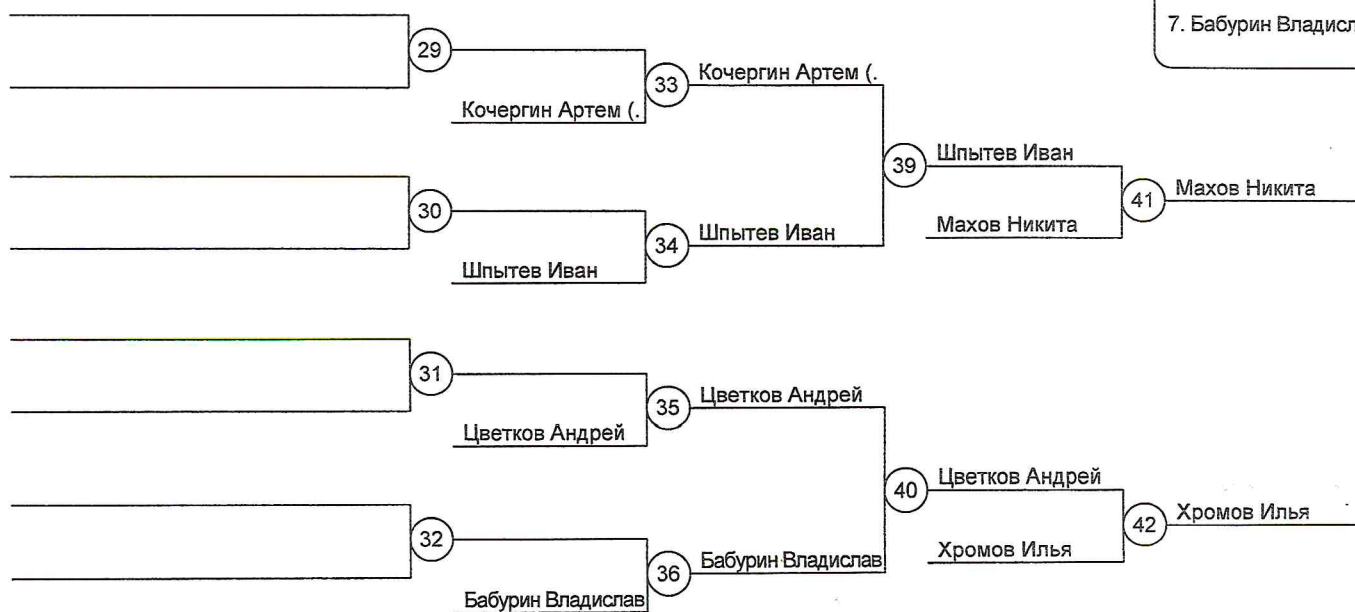 7. Бабурин Владисл
29
33
Кочергин Артем (.
Кочергин Артем (.
39
Шпытев Иван
30
41
Махов Никита
34
Шпытев Иван
Махов Никита
Шпытев Иван
31
35
Цветков Андрей
Цветков Андрей
40
Цветков Андрей
32
42
Хромов Илья
36
Бабурин Владислав
Хромов Илья
Бабурин Владислав